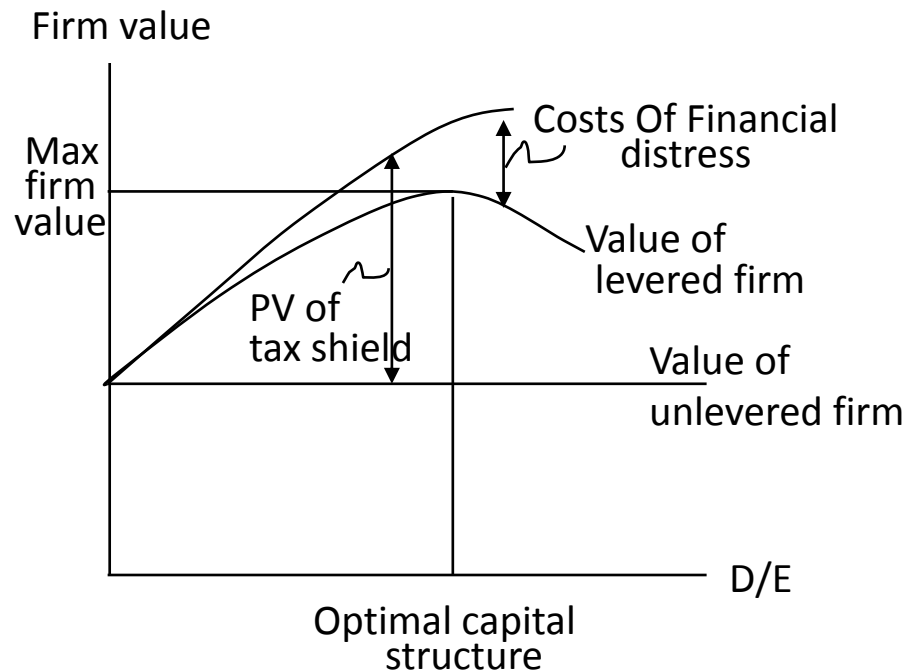 Firm value
Max
firm
value
Costs Of Financial
distress
Value of
levered firm
PV of
tax shield
Value of
unlevered firm
D/E
Optimal capital
structure